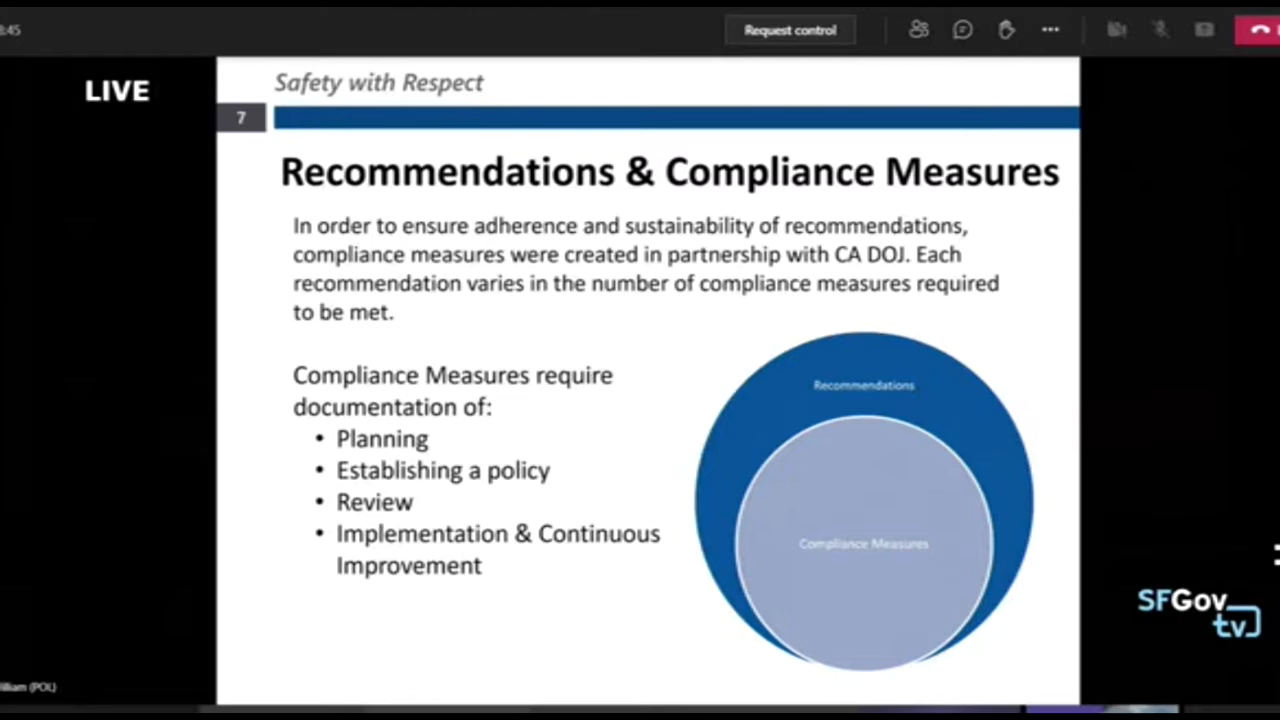 :45
Request control
LIVE
Safety with Respect
7
Recommendations & Compliance Measures
In order to ensure adherence and sustainability of recommendations,
compliance measures were created in partnership with CA DOJ. Each
recommendation varies in the number of compliance measures required
to be met.
Compliance Measures require
documentation of:
• Planning
• Establishing a policy
• Review
• Implementation & Continuous
Improvement
Recommendations
Compliance Measures
SFGov
tv
(POL)